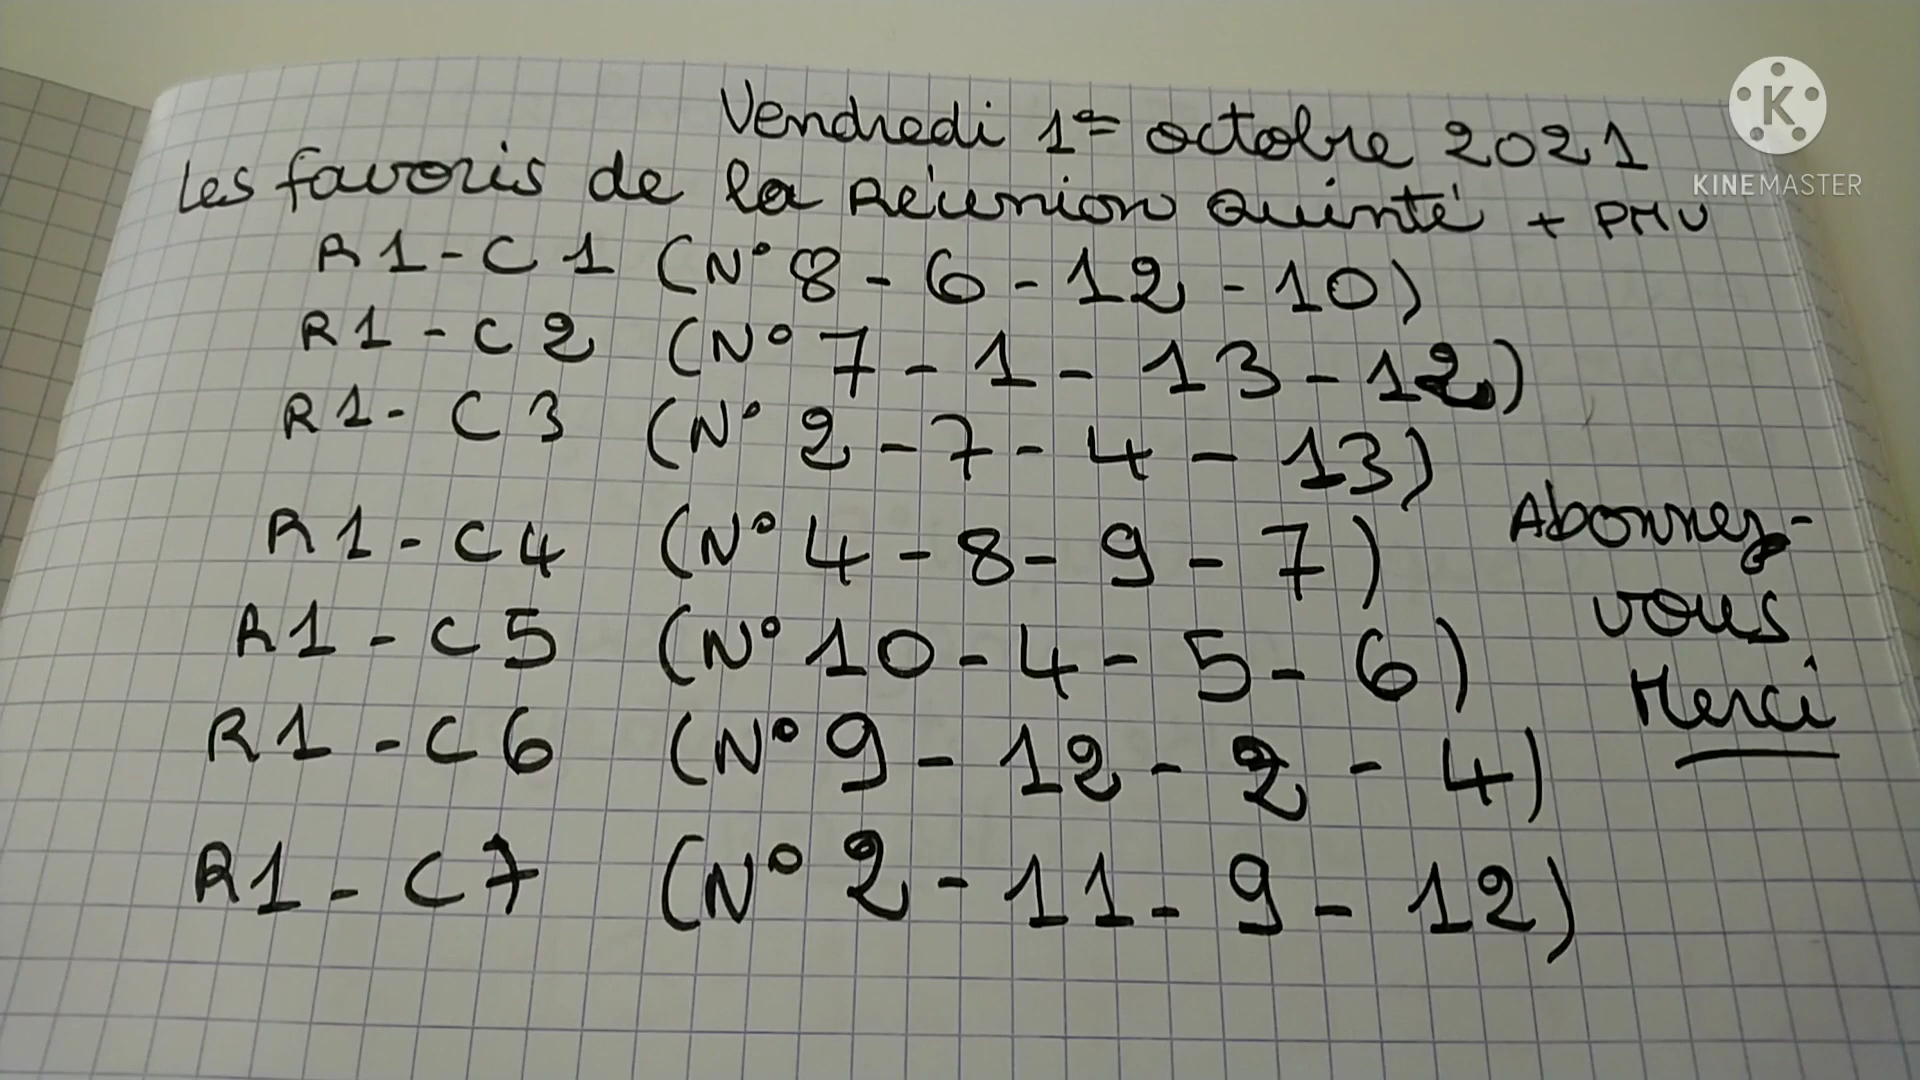 Vendredi 1er octobre 2021
Les favoris de la Réunion Quinté + PMU
R1 - C1 (N° 8 - 6 - 12 - 10)
R1 - C2 (N° 7 - 1 - 13 - 12)
R1 - C3 (N° 2 - 7 - 4 - 13)
R1 - C4 (N° 4 - 8 - 9 - 7)
R1 - C5 (N° 10 - 4 - 5 - 6)
R1 - C6 (N° 9 - 12 - 2 - 4)
R1 - C7 (N° 2 - 11 - 9 - 12)
Abonnez-
vous
Merci
K
KINEMASTER